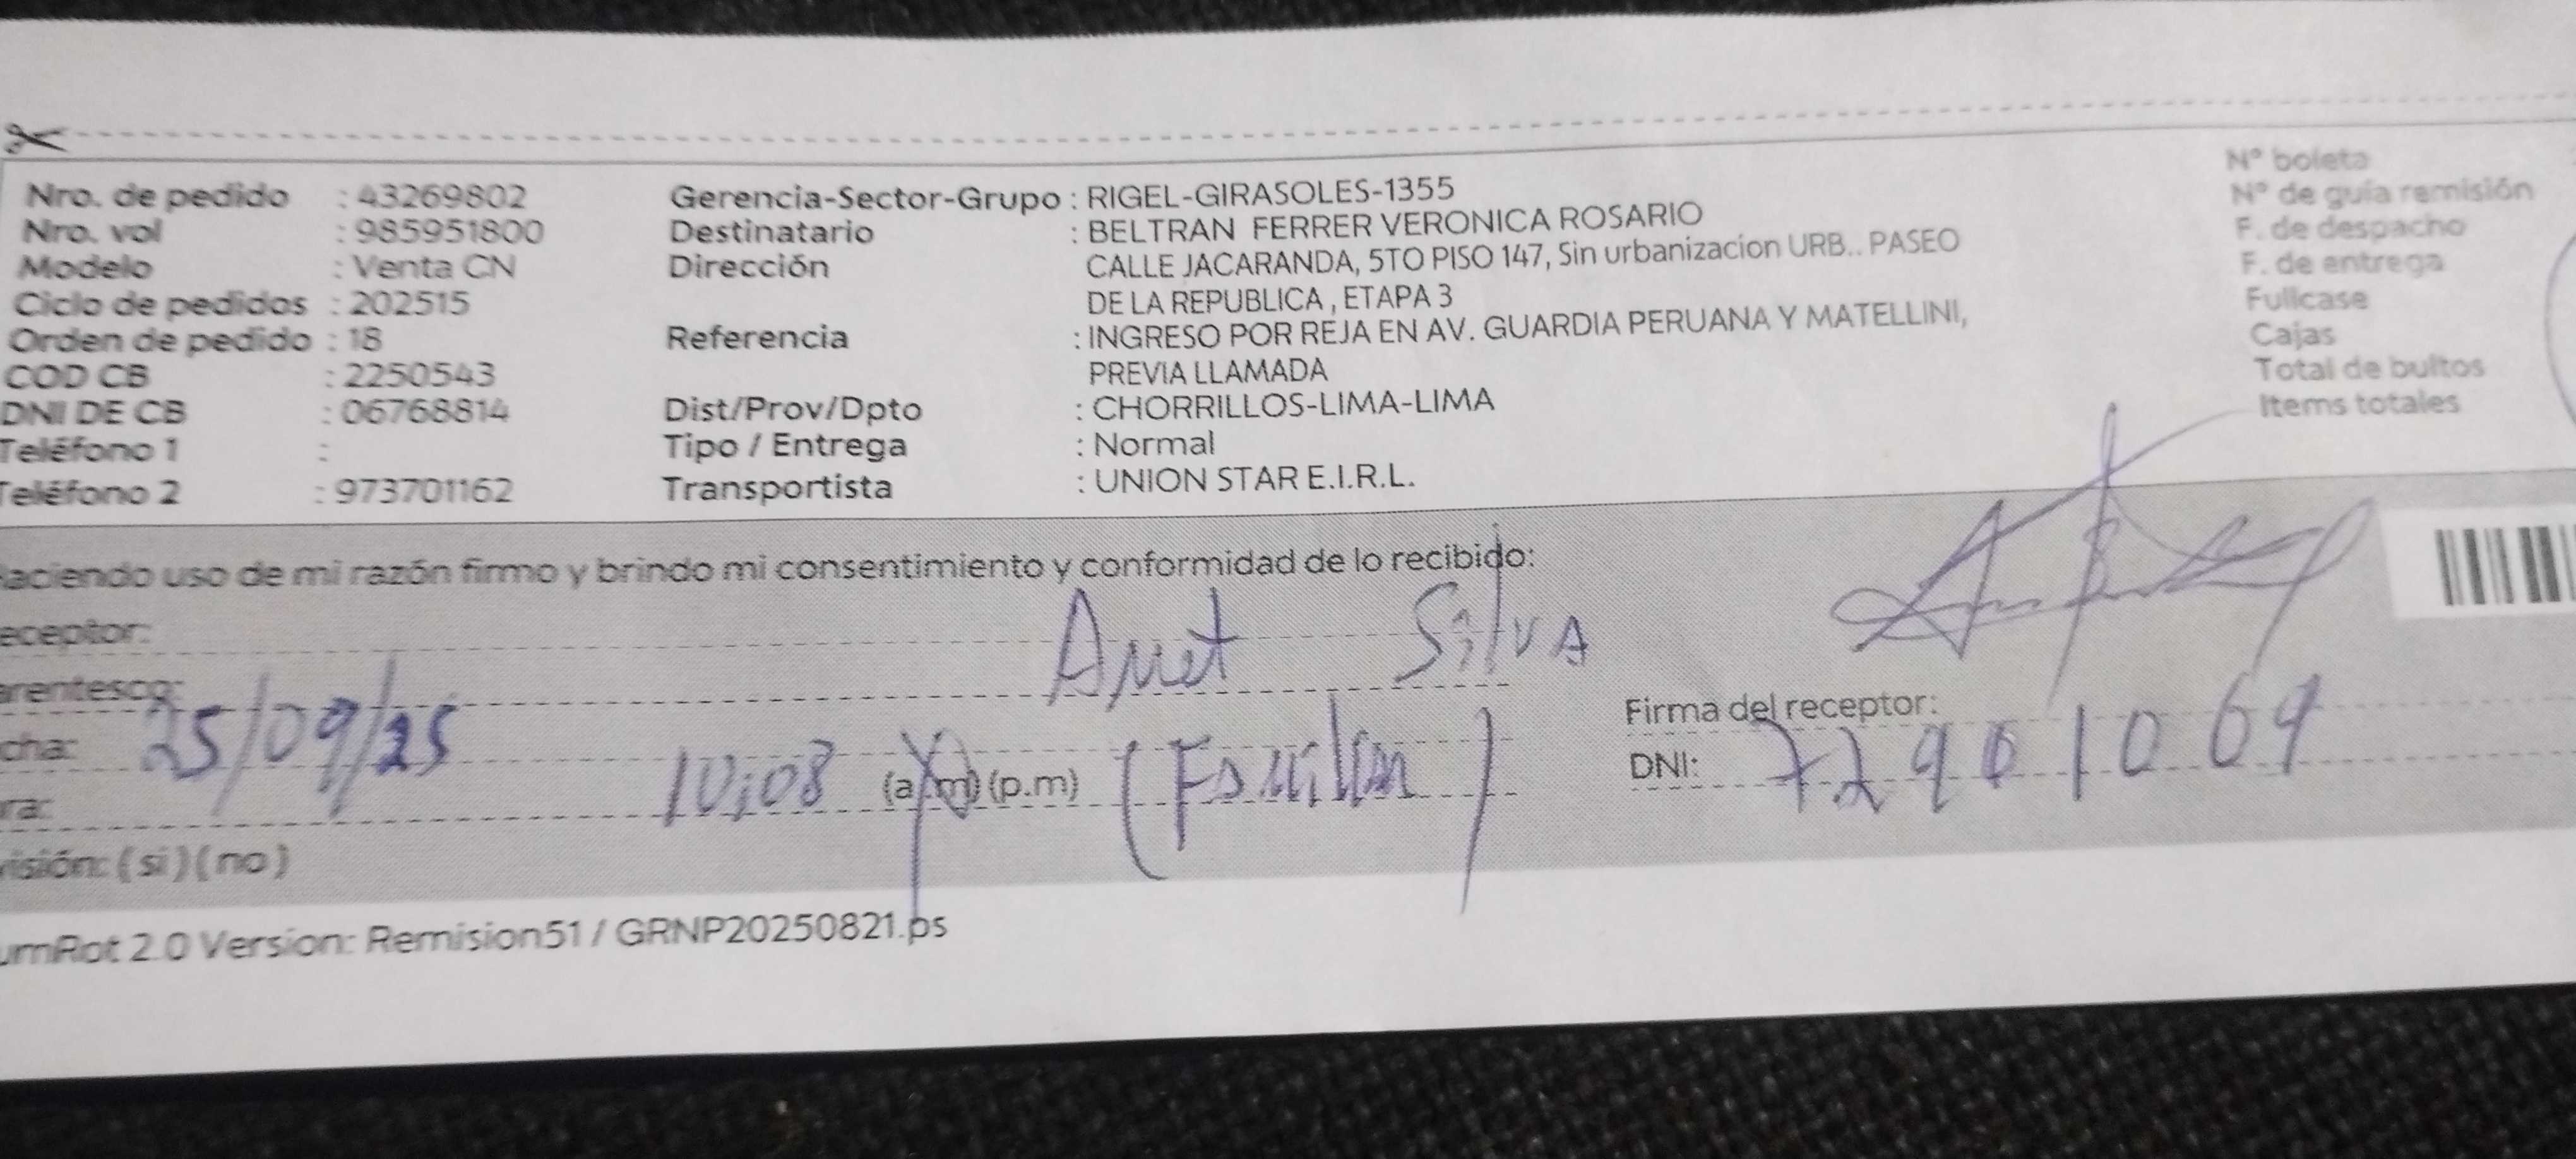 Nro. de pedido : 43269802 Gerencia-Sector-Grupo : RIGEL-GIRASOLES-1355 N° boleta
Nro. vol : 985951800 Destinatario : BELTRAN FERRER VERONICA ROSARIO N° de guía remisión
Modelo : Venta CN Dirección CALLE JACARANDA, 5TO PISO 147, Sin urbanizacion URB.. PASEO F. de despacho
Ciclo de pedidos : 202515 DE LA REPUBLICA , ETAPA 3 F. de entrega
Orden de pedido : 18 Referencia : INGRESO POR REJA EN AV. GUARDIA PERUANA Y MATELLINI, Fullcase
COD CB : 2250543 PREVIA LLAMADA Cajas
DNI DE CB : 06768814 Dist/Prov/Dpto : CHORRILLOS-LIMA-LIMA Total de bultos
Teléfono 1 : Tipo / Entrega : Normal Items totales
Teléfono 2 : 973701162 Transportista : UNION STAR E.I.R.L.
Haciendo uso de mi razón firmo y brindo mi consentimiento y conformidad de lo recibido:
eceptor: Anet Silva
arentesco: Firma del receptor:
cha: 25/09/25 DNI: 72901069
ra: 10:08 (a.m) (p.m)
visión: ( si ) ( no )
umRot 2.0 Version: Remision51 / GRNP20250821.ps